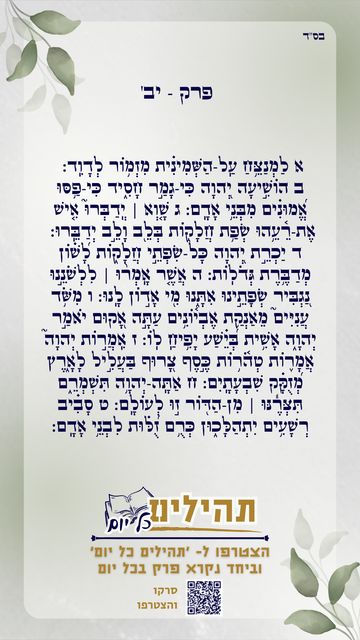 בס״ד
פרק - יב'
א לַמְנַצֵּחַ עַל-הַשְּׁמִינִית מִזְמוֹר לְדָוִד:
ב הוֹשִׁיעָה יְהוָה כִּי-גָמַר חָסִיד כִּי-פַסּוּ
אֱמוּנִים מִבְּנֵי אָדָם: ג שָׁוְא | יְדַבְּרוּ אִישׁ
אֶת-רֵעֵהוּ שְׂפַת חֲלָקוֹת בְּלֵב וָלֵב יְדַבֵּרוּ:
ד יַכְרֵת יְהוָה כָּל-שִׂפְתֵי חֲלָקוֹת לָשׁוֹן
מְדַבֶּרֶת גְּדֹלוֹת: ה אֲשֶׁר אָמְרוּ | לִלְשֹׁנֵנוּ
נַגְבִּיר שְׂפָתֵינוּ אִתָּנוּ מִי אָדוֹן לָנוּ: ו מִשֹּׁד
עֲנִיִּים מֵאֶנְקַת אֶבְיוֹנִים עַתָּה אָקוּם יֹאמַר
יְהוָה אָשִׁית בְּיֵשַׁע יָפִיחַ לוֹ: ז אִמֲרוֹת יְהוָה
אֲמָרוֹת טְהֹרוֹת כֶּסֶף צָרוּף בַּעֲלִיל לָאָרֶץ
מְזֻקָּק שִׁבְעָתָיִם: ח אַתָּה-יְהוָה תִּשְׁמְרֵם
תִּצְּרֶנּוּ | מִן-הַדּוֹר זוּ לְעוֹלָם: ט סָבִיב
רְשָׁעִים יִתְהַלָּכוּן כְּרֻם זֻלּוּת לִבְנֵי אָדָם:
תהילים
כל יום!
הצטרפו ל- 'תהילים כל יום'
וביחד נקרא פרק בכל יום
סרקו
והצטרפו